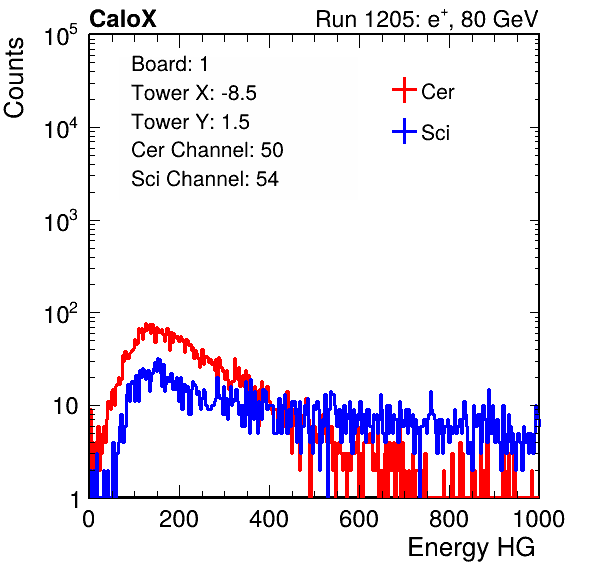 CaloX Run 1205: e⁺, 80 GeV
Counts
Board: 1
Tower X: -8.5
Tower Y: 1.5
Cer Channel: 50
Sci Channel: 54
Cer
Sci
10⁵
10⁴
10³
10²
10
1
0 200 400 600 800 1000
Energy HG